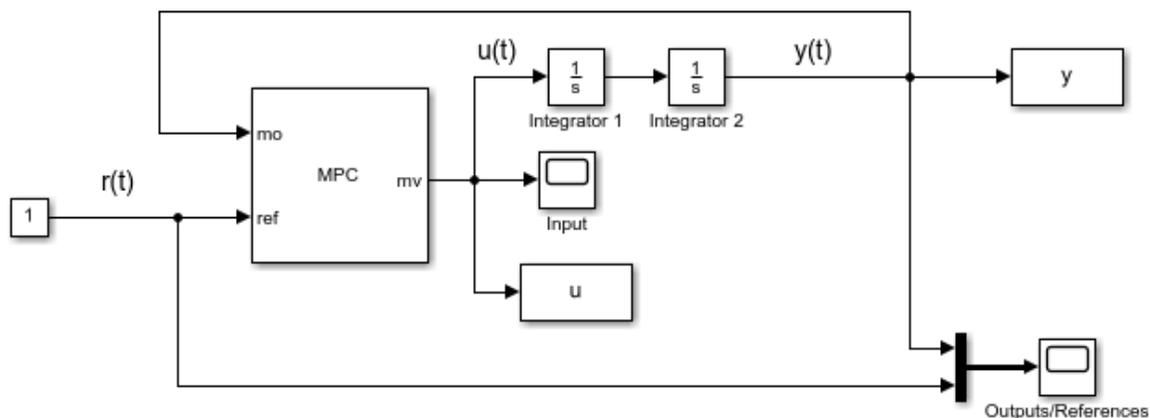 u(t)
y(t)
1
s
1
s
y
Integrator 1
Integrator 2
mo
MPC
mv
r(t)
1
ref
Input
u
Outputs/References